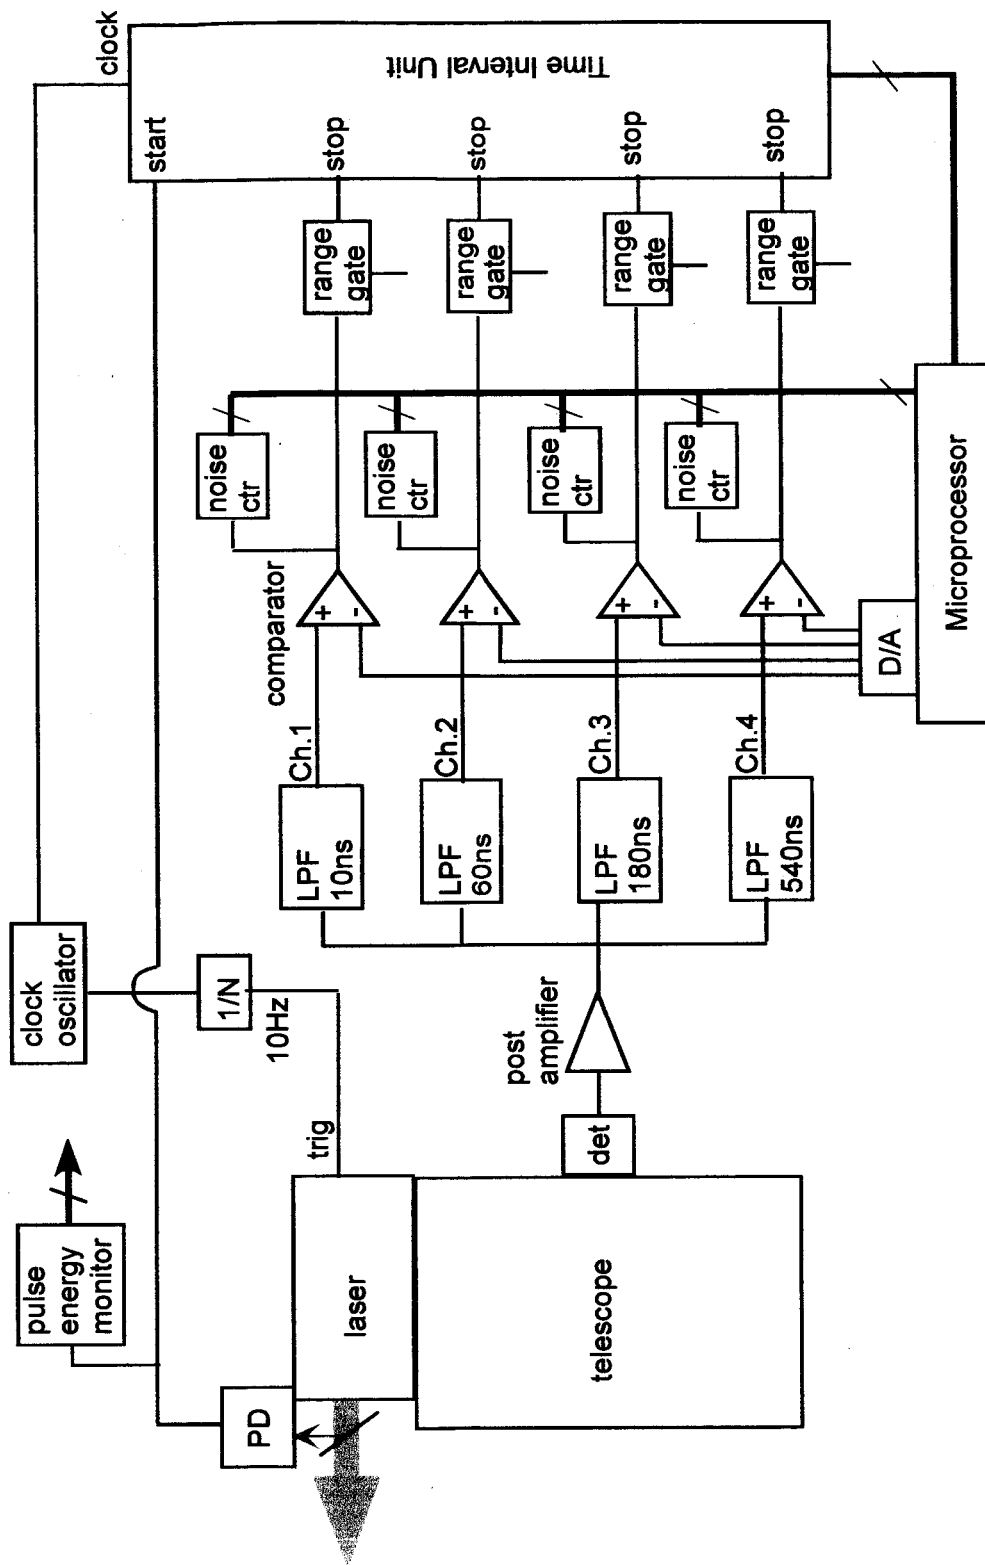 pulse
energy
monitor
clock
oscillator
clock
start
PD
1/N
10Hz
trig
laser
telescope
det
post
amplifier
LPF
10ns
Ch.1
LPF
60ns
Ch.2
LPF
180ns
Ch.3
LPF
540ns
Ch.4
comparator
+
-
+
-
+
-
+
-
noise
ctr
noise
ctr
noise
ctr
noise
ctr
range
gate
range
gate
range
gate
range
gate
stop
stop
stop
stop
Time Interval Unit
D/A
Microprocessor